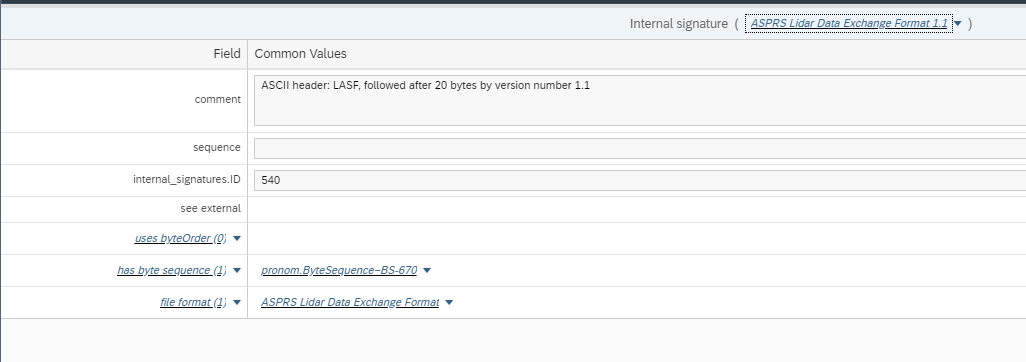 Internal signature ( ASPRS Lidar Data Exchange Format 1.1 )
Field Common Values
comment ASCII header: LASF, followed after 20 bytes by version number 1.1
sequence
internal_signatures.ID 540
see external
uses byteOrder (0)
has byte sequence (1) pronom.ByteSequence~BS-670
file format (1) ASPRS Lidar Data Exchange Format